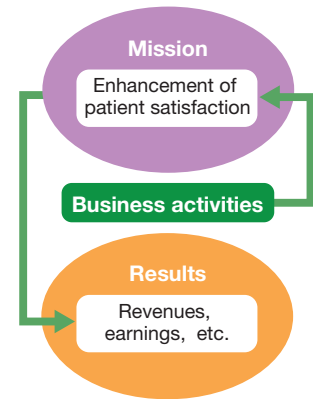 Mission
Enhancement of
patient satisfaction
Business activities
Results
Revenues,
earnings, etc.